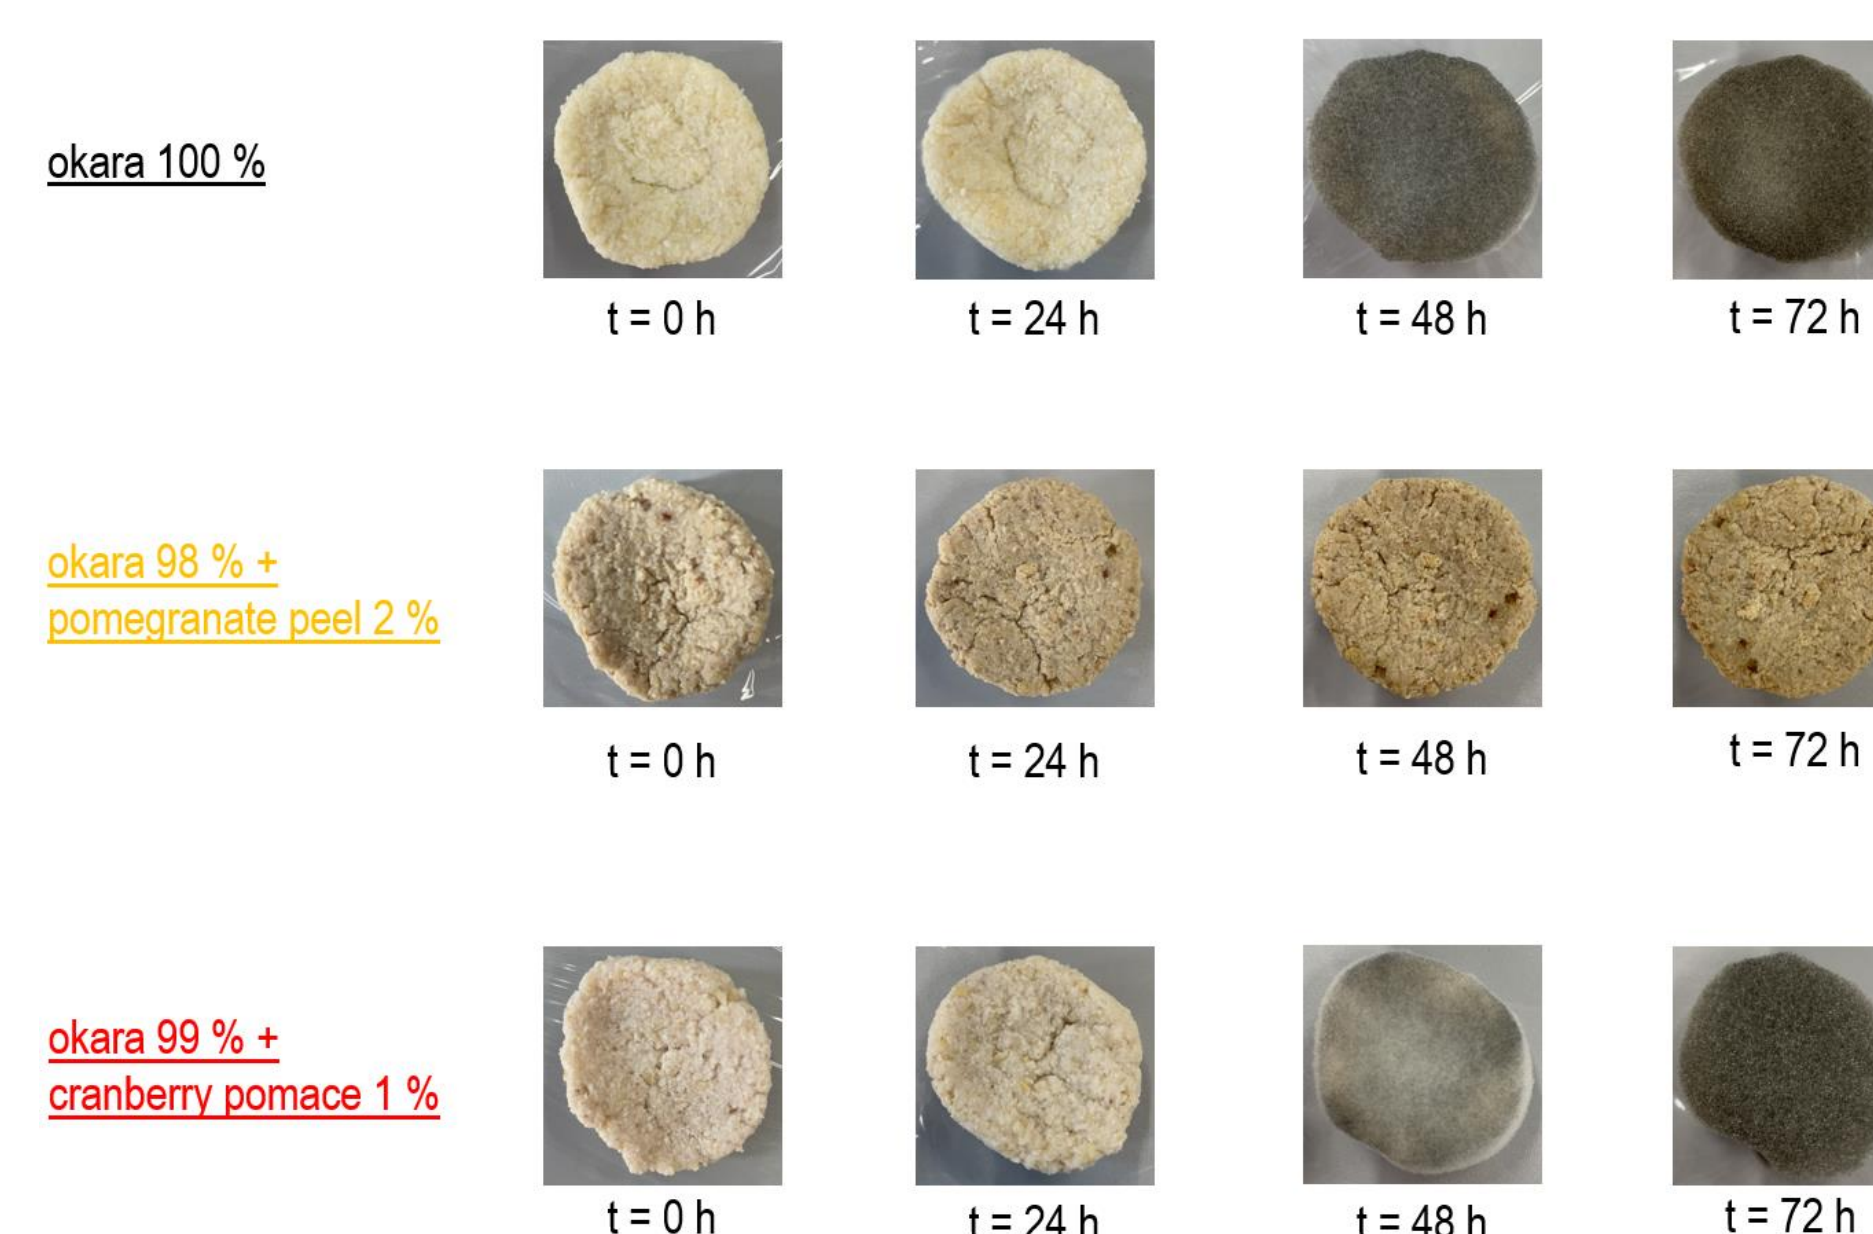 okara 100 %
t = 0 h
t = 24 h
t = 48 h
t = 72 h
okara 98 % +
pomegranate peel 2 %
t = 0 h
t = 24 h
t = 48 h
t = 72 h
okara 99 % +
cranberry pomace 1 %
t = 0 h
t = 24 h
t = 48 h
t = 72 h